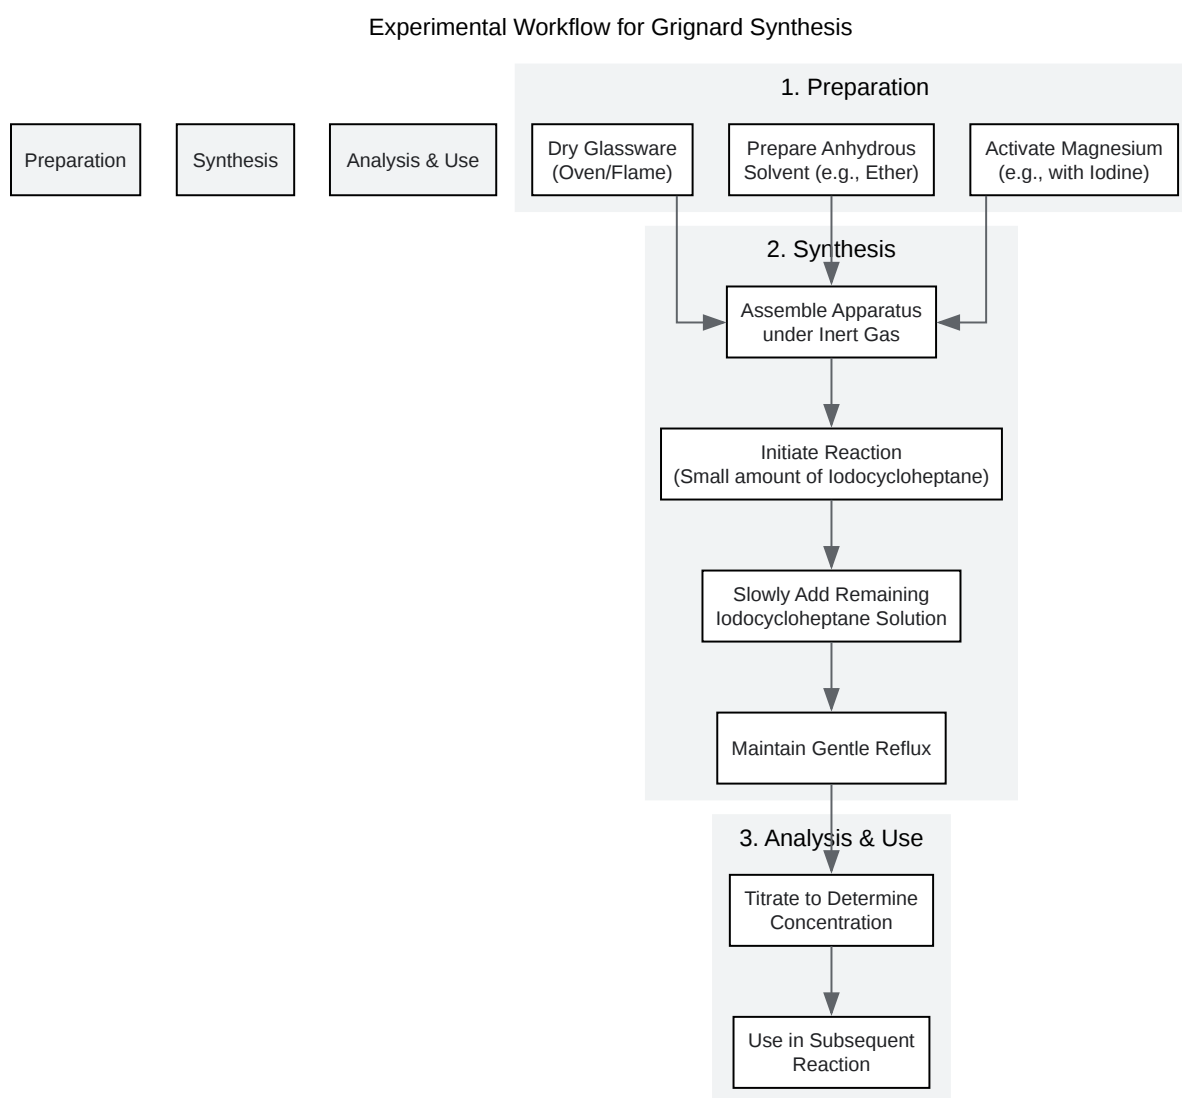 Experimental Workflow for Grignard Synthesis
1. Preparation
Preparation
Synthesis
Analysis & Use
Dry Glassware
(Oven/Flame)
Prepare Anhydrous
Solvent (e.g., Ether)
Activate Magnesium
(e.g., with Iodine)
2. Synthesis
Assemble Apparatus
under Inert Gas
Initiate Reaction
(Small amount of Iodocycloheptane)
Slowly Add Remaining
Iodocycloheptane Solution
Maintain Gentle Reflux
3. Analysis & Use
Titrate to Determine
Concentration
Use in Subsequent
Reaction